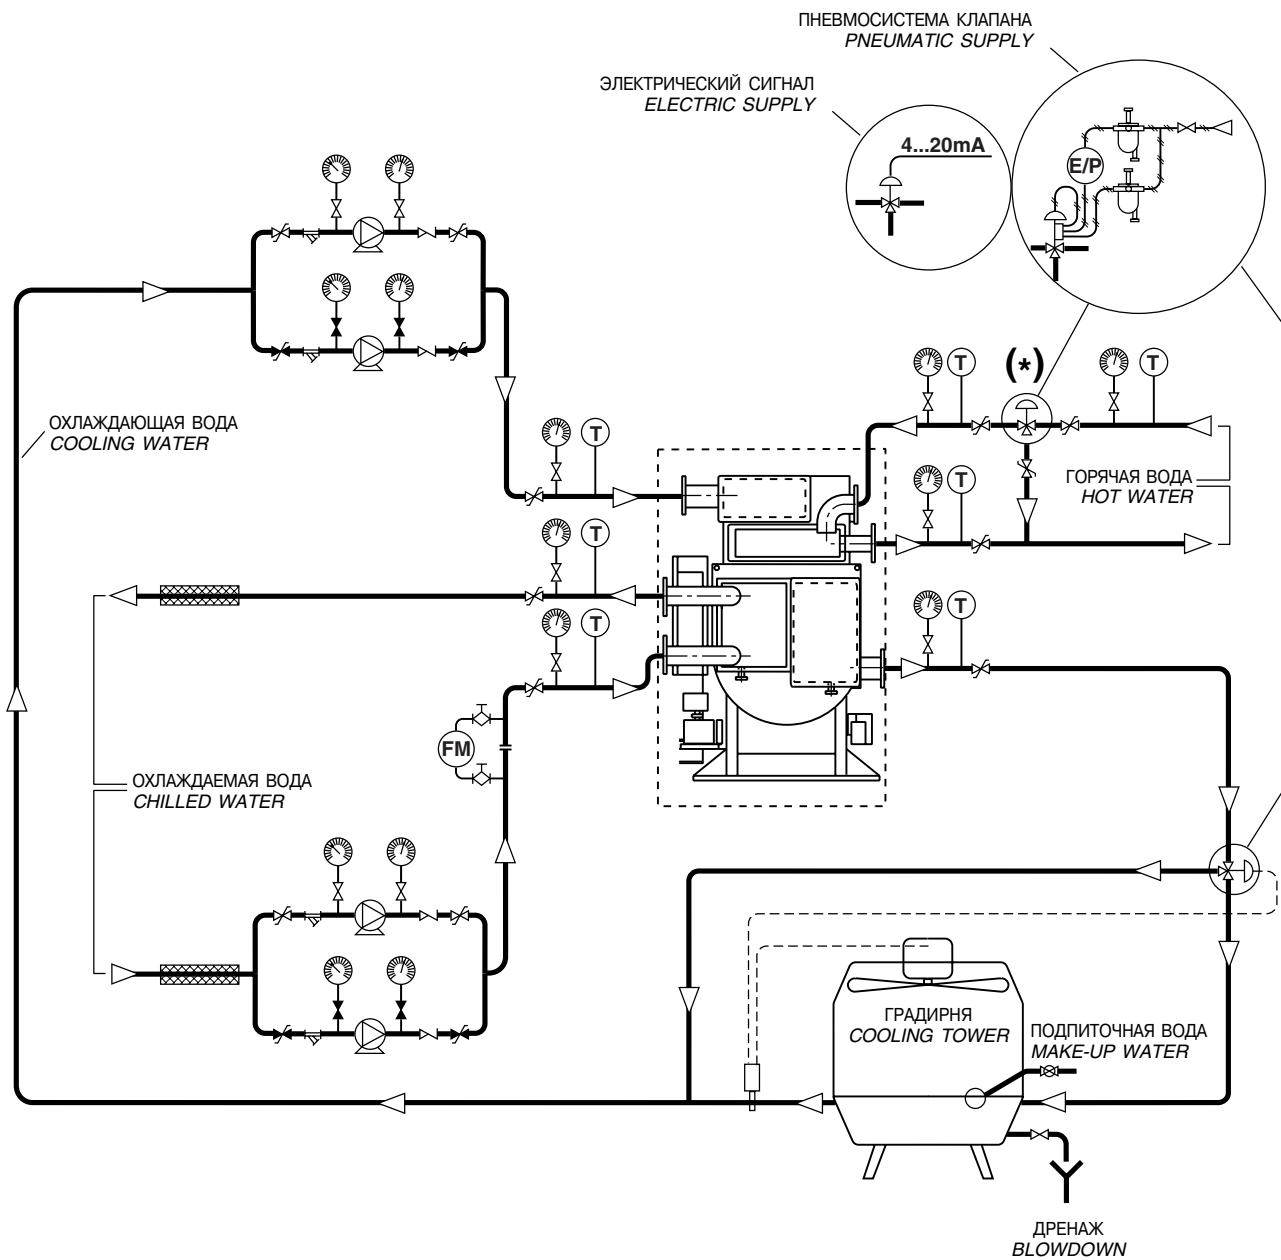 ПНЕВМОСИСТЕМА КЛАПАНА
PNEUMATIC SUPPLY
ЭЛЕКТРИЧЕСКИЙ СИГНАЛ
ELECTRIC SUPPLY
4...20mA
E/P
(*)
T
T
ОХЛАЖДАЮЩАЯ ВОДА
COOLING WATER
T
ГОРЯЧАЯ ВОДА
HOT WATER
T
T
T
T
FM
ОХЛАЖДАЕМАЯ ВОДА
CHILLED WATER
ГРАДИРНЯ
COOLING TOWER
ПОДПИТОЧНАЯ ВОДА
MAKE-UP WATER
ДРЕНАЖ
BLOWDOWN